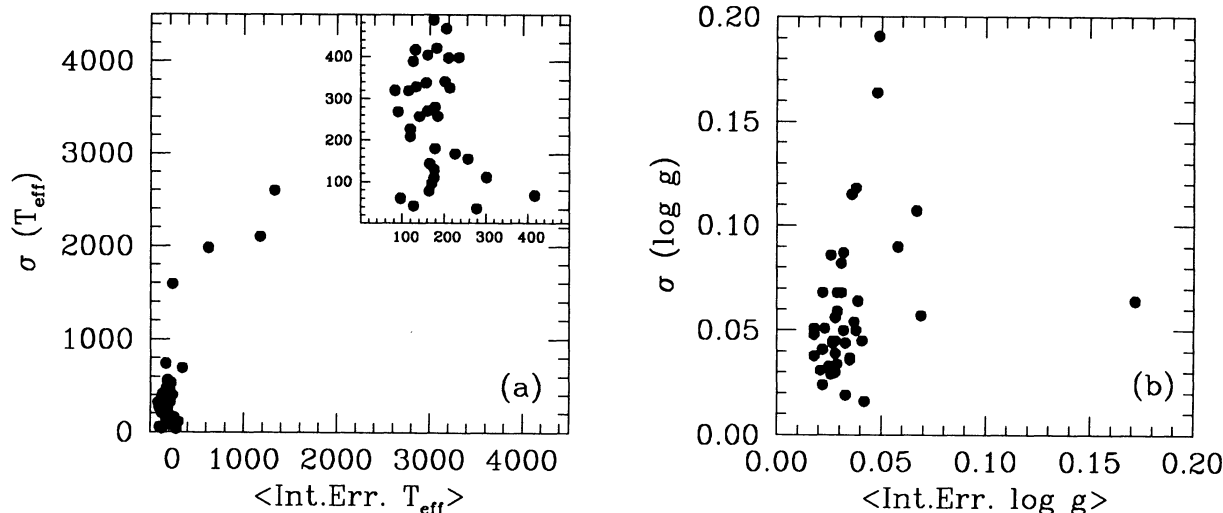 4000
3000
2000
1000
0
σ (T_eff)
400
300
200
100
100 200 300 400
(a)
0 1000 2000 3000 4000
<Int.Err. T_eff>
0.20
0.15
0.10
0.05
0.00
σ (log g)
(b)
0.00 0.05 0.10 0.15 0.20
<Int.Err. log g>